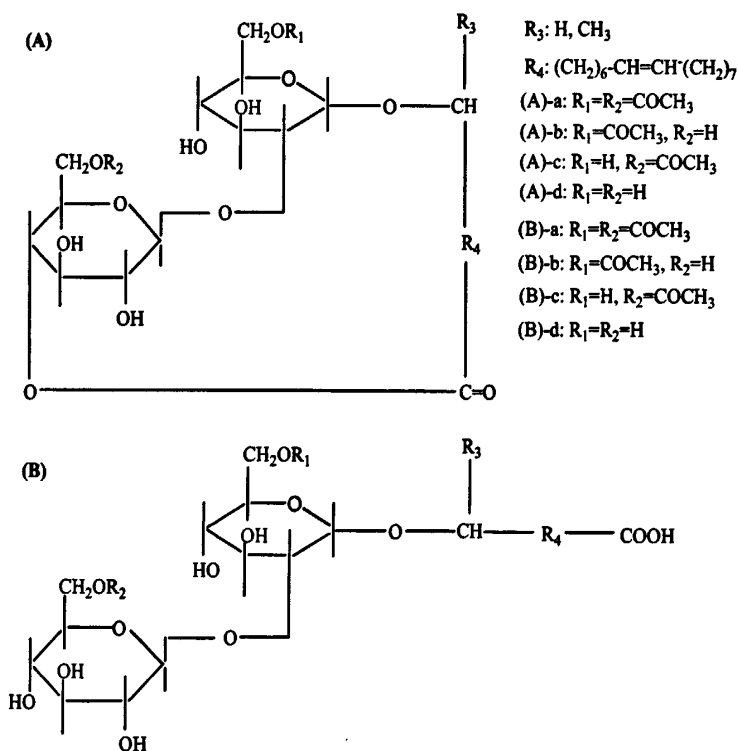 (A)
CH₂OR₁
R₃
O
OH
O
CH
HO
CH₂OR₂
O
O
OH
OH
R₄
O
C=O
R₃: H, CH₃
R₄: (CH₂)₆-CH=CH-(CH₂)₇
(A)-a: R₁=R₂=COCH₃
(A)-b: R₁=COCH₃, R₂=H
(A)-c: R₁=H, R₂=COCH₃
(A)-d: R₁=R₂=H
(B)-a: R₁=R₂=COCH₃
(B)-b: R₁=COCH₃, R₂=H
(B)-c: R₁=H, R₂=COCH₃
(B)-d: R₁=R₂=H
(B)
CH₂OR₁
R₃
O
OH
O
CH
R₄
COOH
HO
CH₂OR₂
O
O
OH
HO
OH